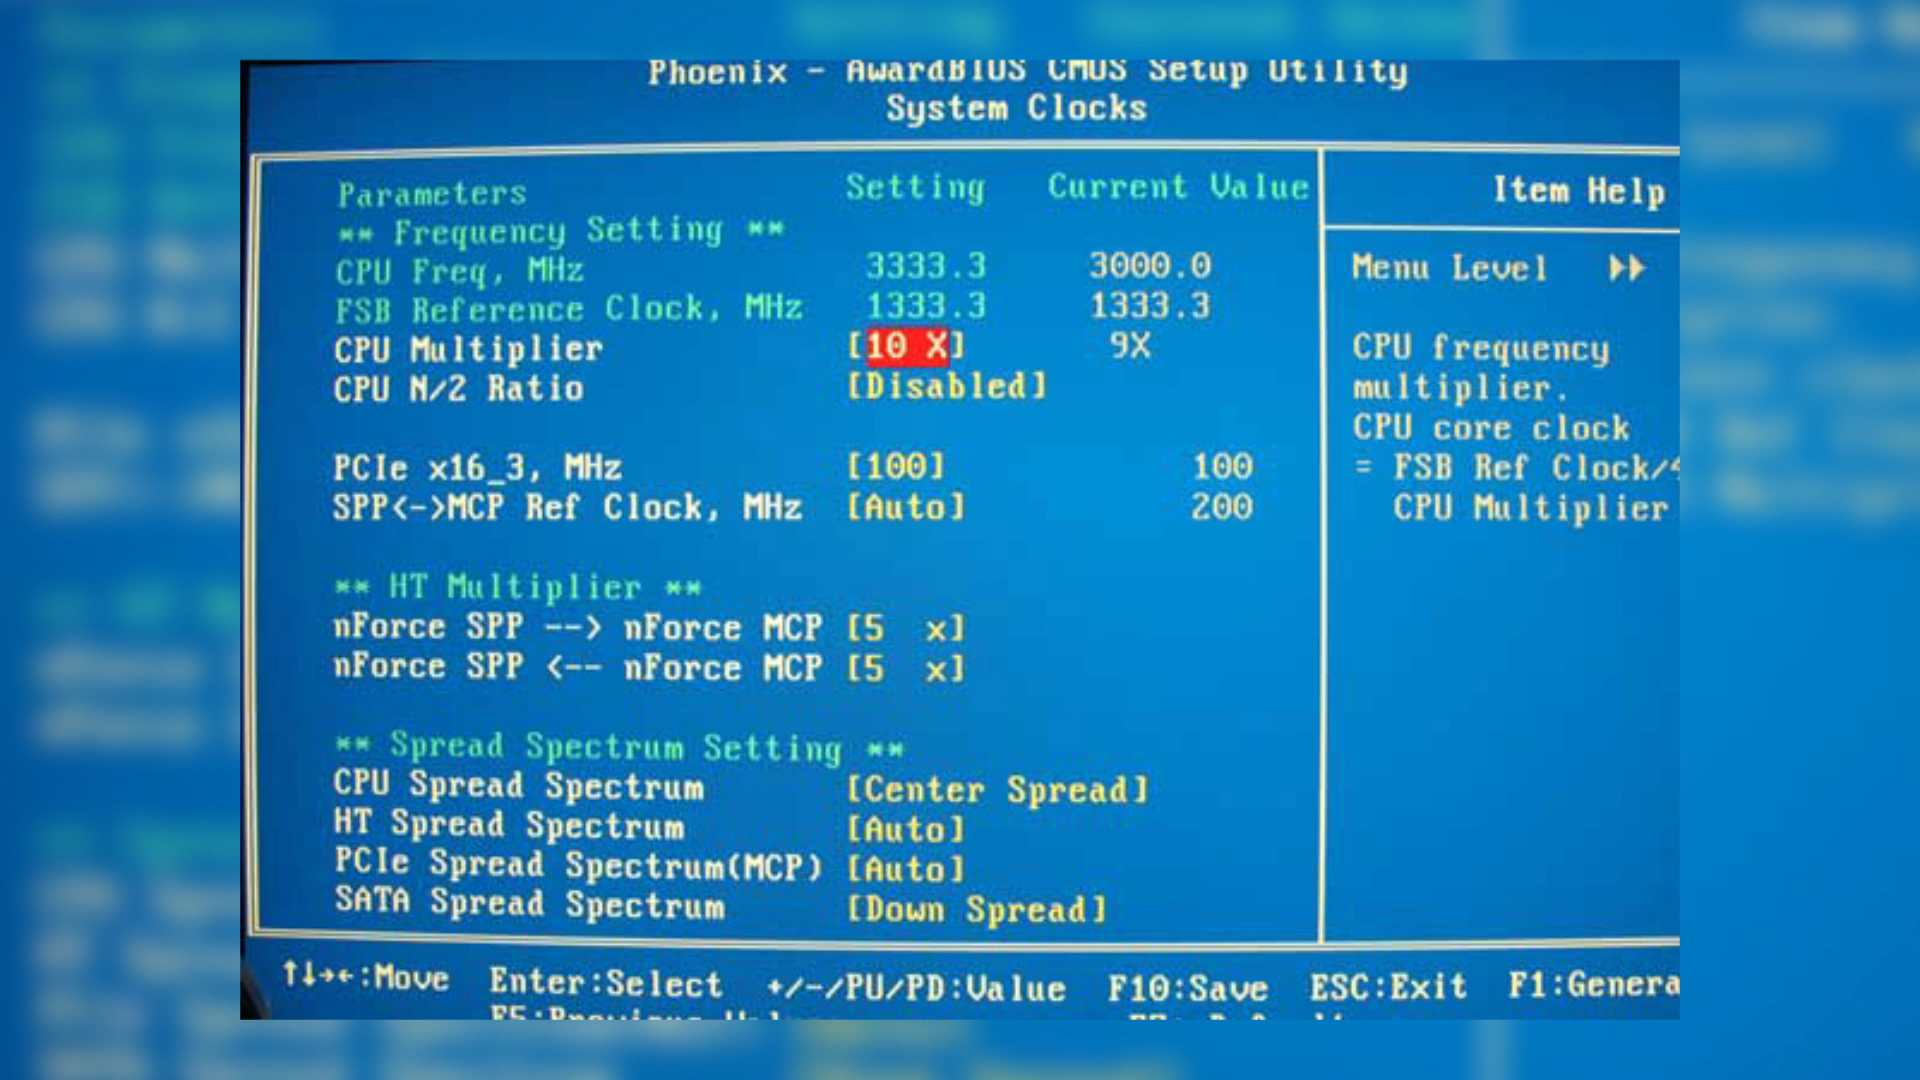 Phoenix - AwardBIOS CMOS Setup Utility
System Clocks
Parameters Setting Current Value
** Frequency Setting **
CPU Freq, MHz 3333.3 3000.0
FSB Reference Clock, MHz 1333.3 1333.3
CPU Multiplier [10 X] 9X
CPU N/2 Ratio [Disabled]
PCIe x16_3, MHz [100] 100
SPP<->MCP Ref Clock, MHz [Auto] 200
** HT Multiplier **
nForce SPP --> nForce MCP [5 x]
nForce SPP <-- nForce MCP [5 x]
** Spread Spectrum Setting **
CPU Spread Spectrum [Center Spread]
HT Spread Spectrum [Auto]
PCIe Spread Spectrum(MCP) [Auto]
SATA Spread Spectrum [Down Spread]
Item Help
Menu Level ▶▶
CPU frequency
multiplier.
CPU core clock
= FSB Ref Clock/4
CPU Multiplier
↑↓→←:Move Enter:Select +/-/PU/PD:Value F10:Save ESC:Exit F1:Genera
F5:Previous